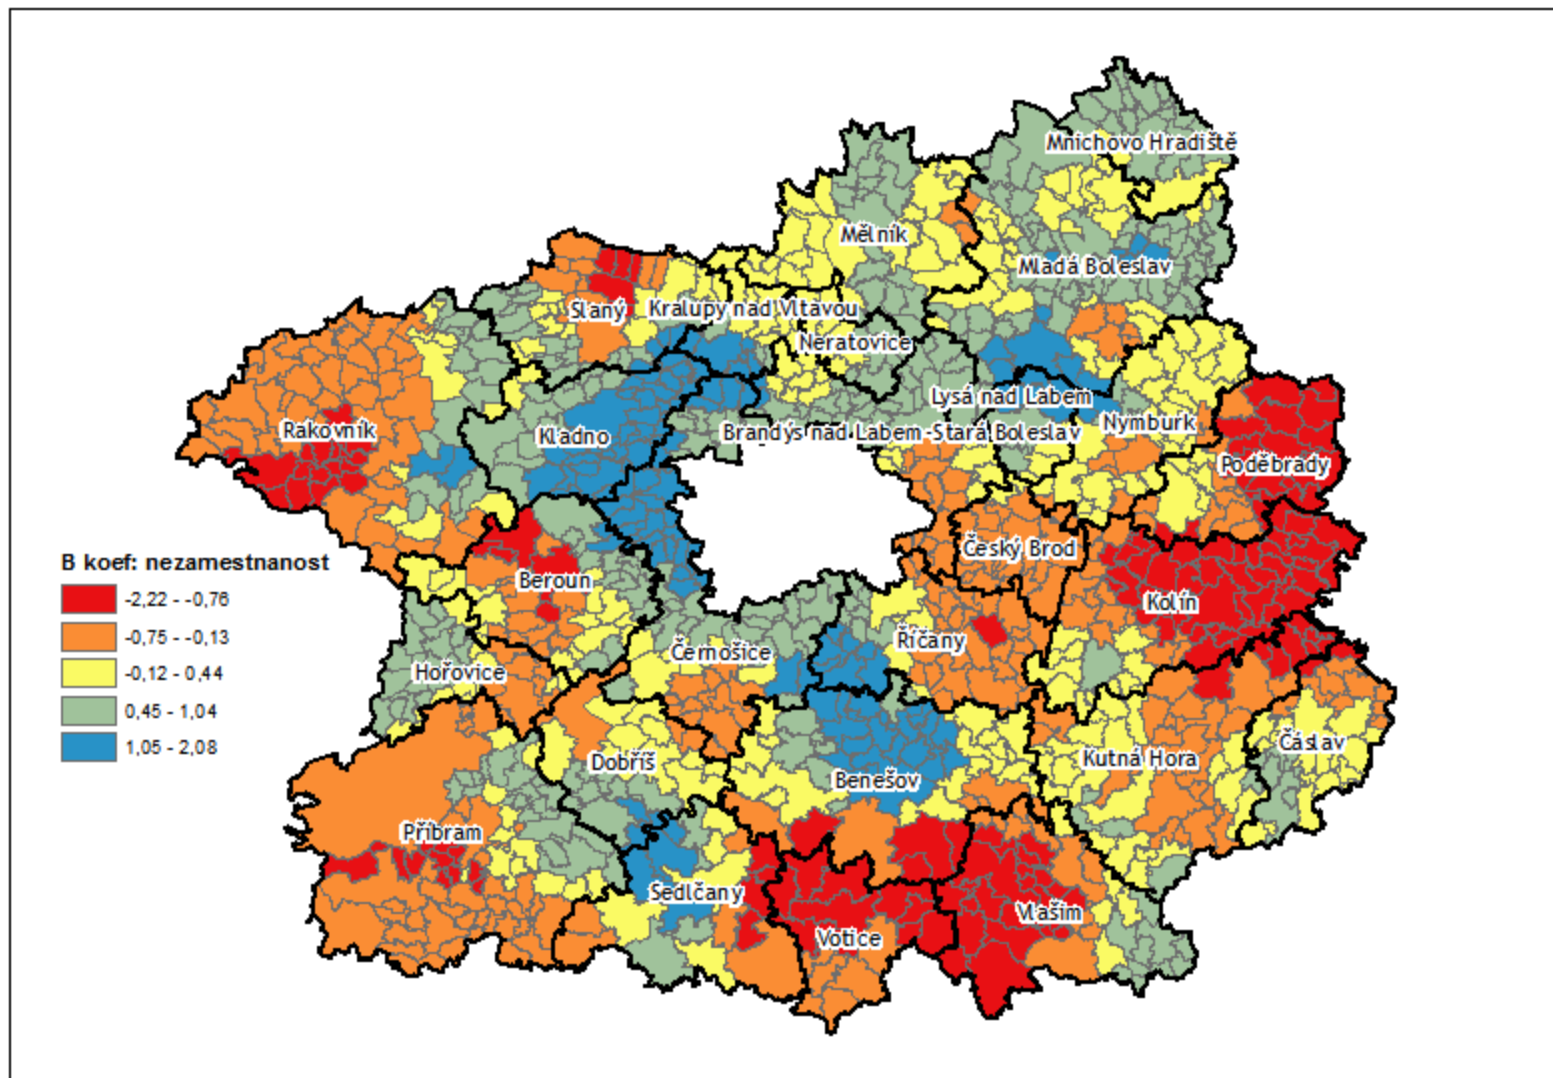 Mnichovo Hradiště
Mělník
Mladá Boleslav
Slaný
Kralupy nad Vltavou
Neratovice
Lysá nad Labem
Rakovník
Kladno
Brandýs nad Labem-Stará Boleslav
Nymburk
Poděbrady
Český Brod
B koef: nezamestnanost
Beroun
-2,22 - -0,76
Kolín
-0,75 - -0,13
Říčany
Černošice
-0,12 - 0,44
Hořovice
0,45 - 1,04
1,05 - 2,08
Čáslav
Kutná Hora
Dobříš
Benešov
Příbram
Sedlčany
Vlašim
Votice